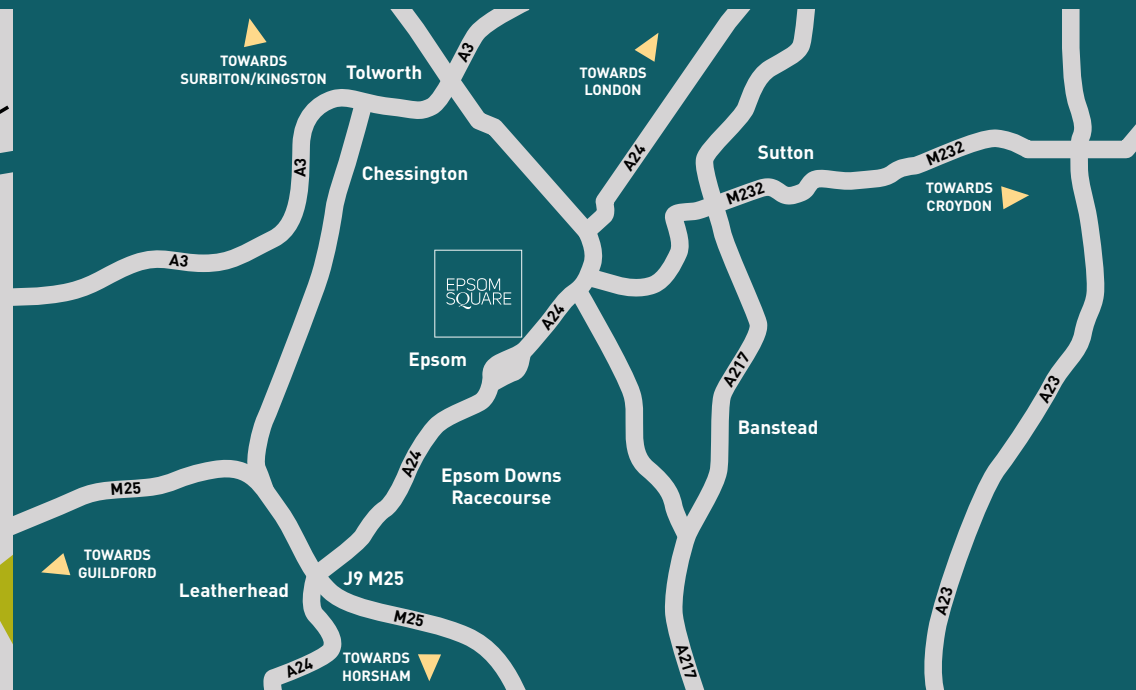 A3
TOWARDS
SURBITON/KINGSTON
Tolworth
TOWARDS
LONDON
A24
Sutton
M232
M232
TOWARDS
CROYDON
A3
Chessington
A3
EPSOM
SQUARE
A24
Epsom
A217
A23
Banstead
A24
Epsom Downs
Racecourse
M25
TOWARDS
GUILDFORD
Leatherhead
J9 M25
M25
A23
A24
TOWARDS
HORSHAM
A217